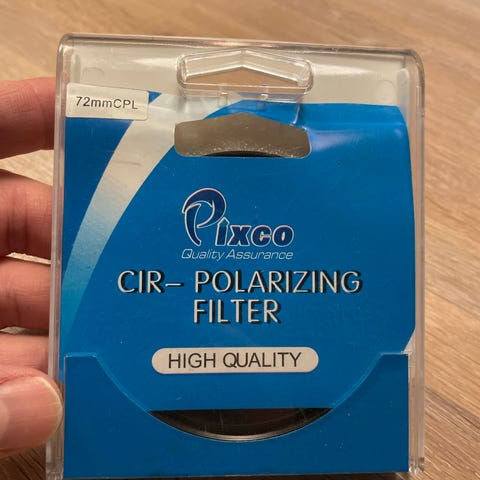 72mmCPL
Pixco
Quality Assurance
CIR– POLARIZING
FILTER
HIGH QUALITY